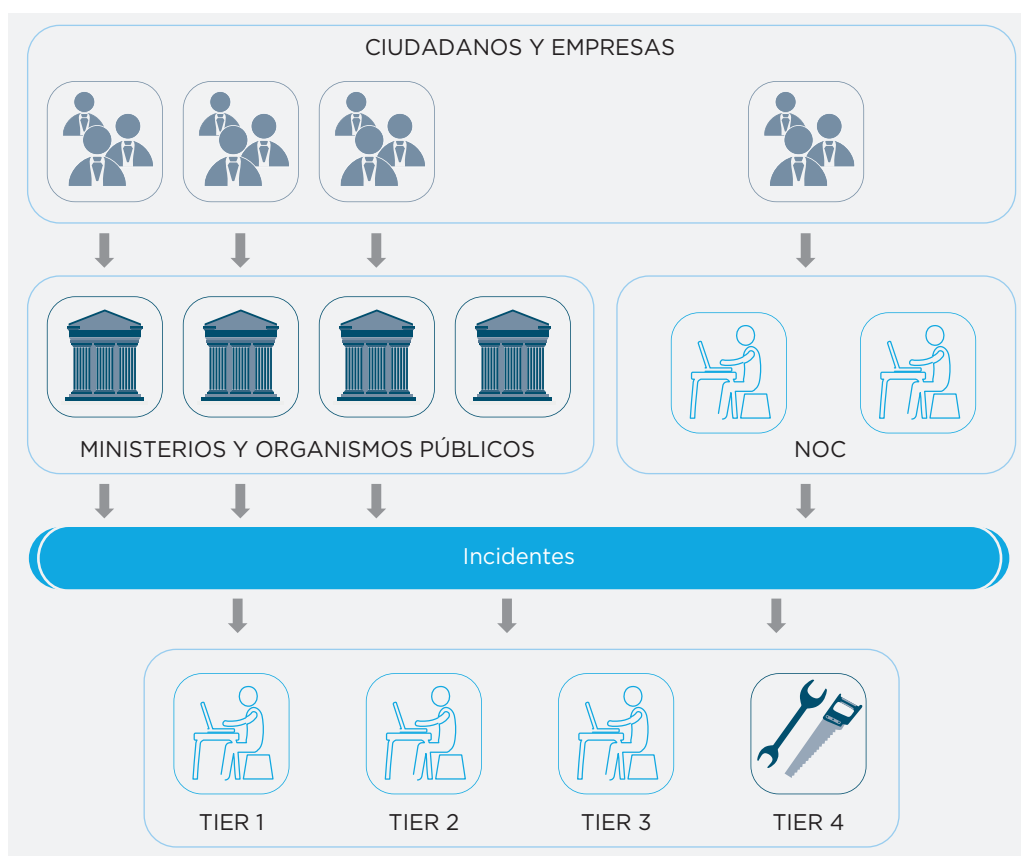 CIUDADANOS Y EMPRESAS
MINISTERIOS Y ORGANISMOS PÚBLICOS
NOC
Incidentes
TIER 1
TIER 2
TIER 3
TIER 4